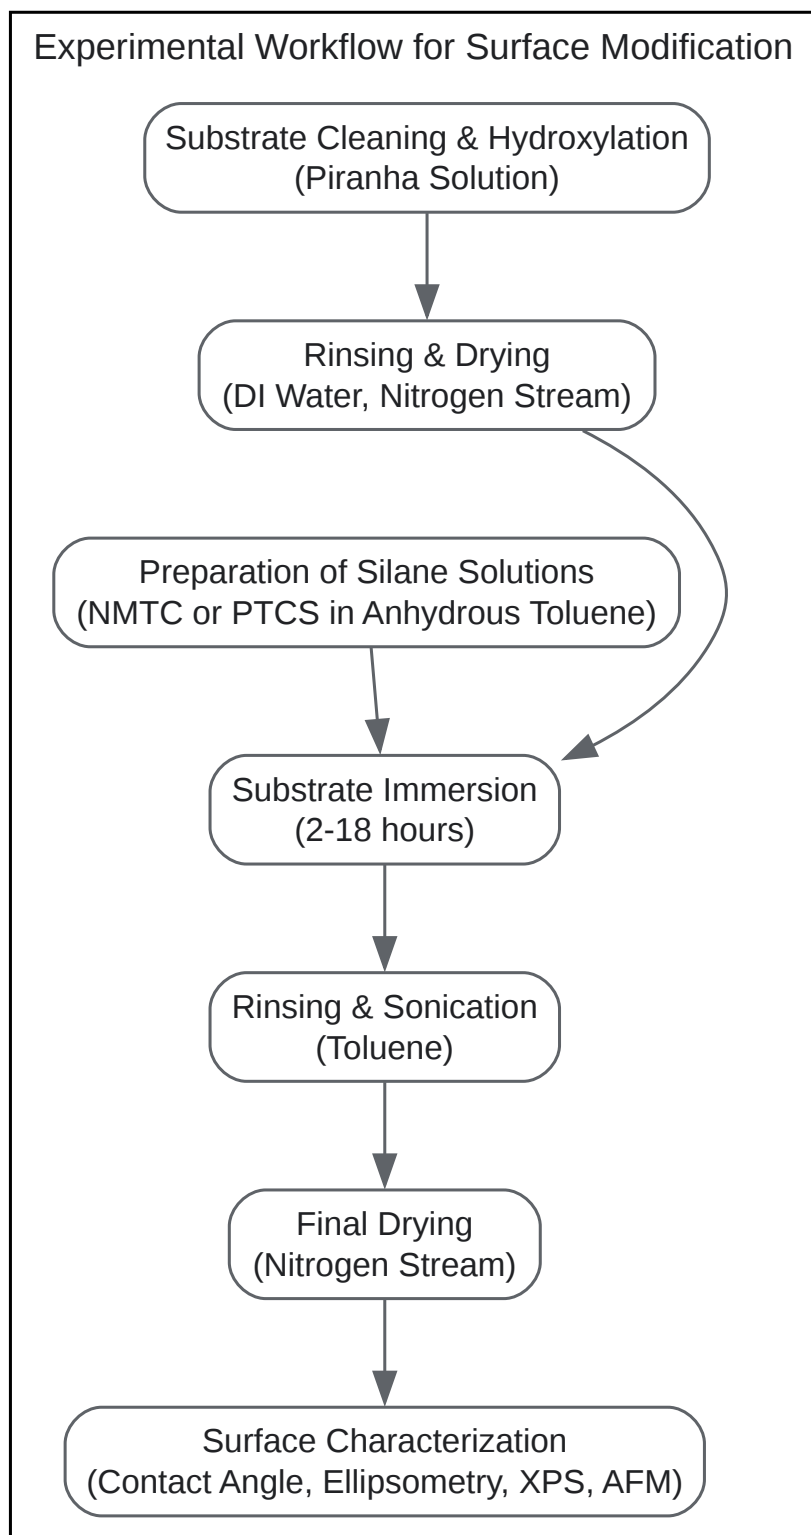 Experimental Workflow for Surface Modification
Substrate Cleaning & Hydroxylation
(Piranha Solution)
Rinsing & Drying
(DI Water, Nitrogen Stream)
Preparation of Silane Solutions
(NMTC or PTCS in Anhydrous Toluene)
Substrate Immersion
(2-18 hours)
Rinsing & Sonication
(Toluene)
Final Drying
(Nitrogen Stream)
Surface Characterization
(Contact Angle, Ellipsometry, XPS, AFM)